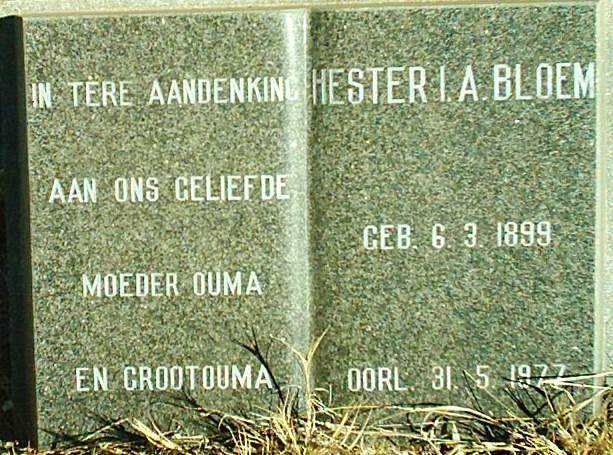 IN TÈRE AANDENKING
AAN ONS GELIEFDE
MOEDER OUMA
EN GROOTOUMA
HESTER I.A. BLOEM
GEB. 6. 3. 1899
OORL. 31. 5. 1977